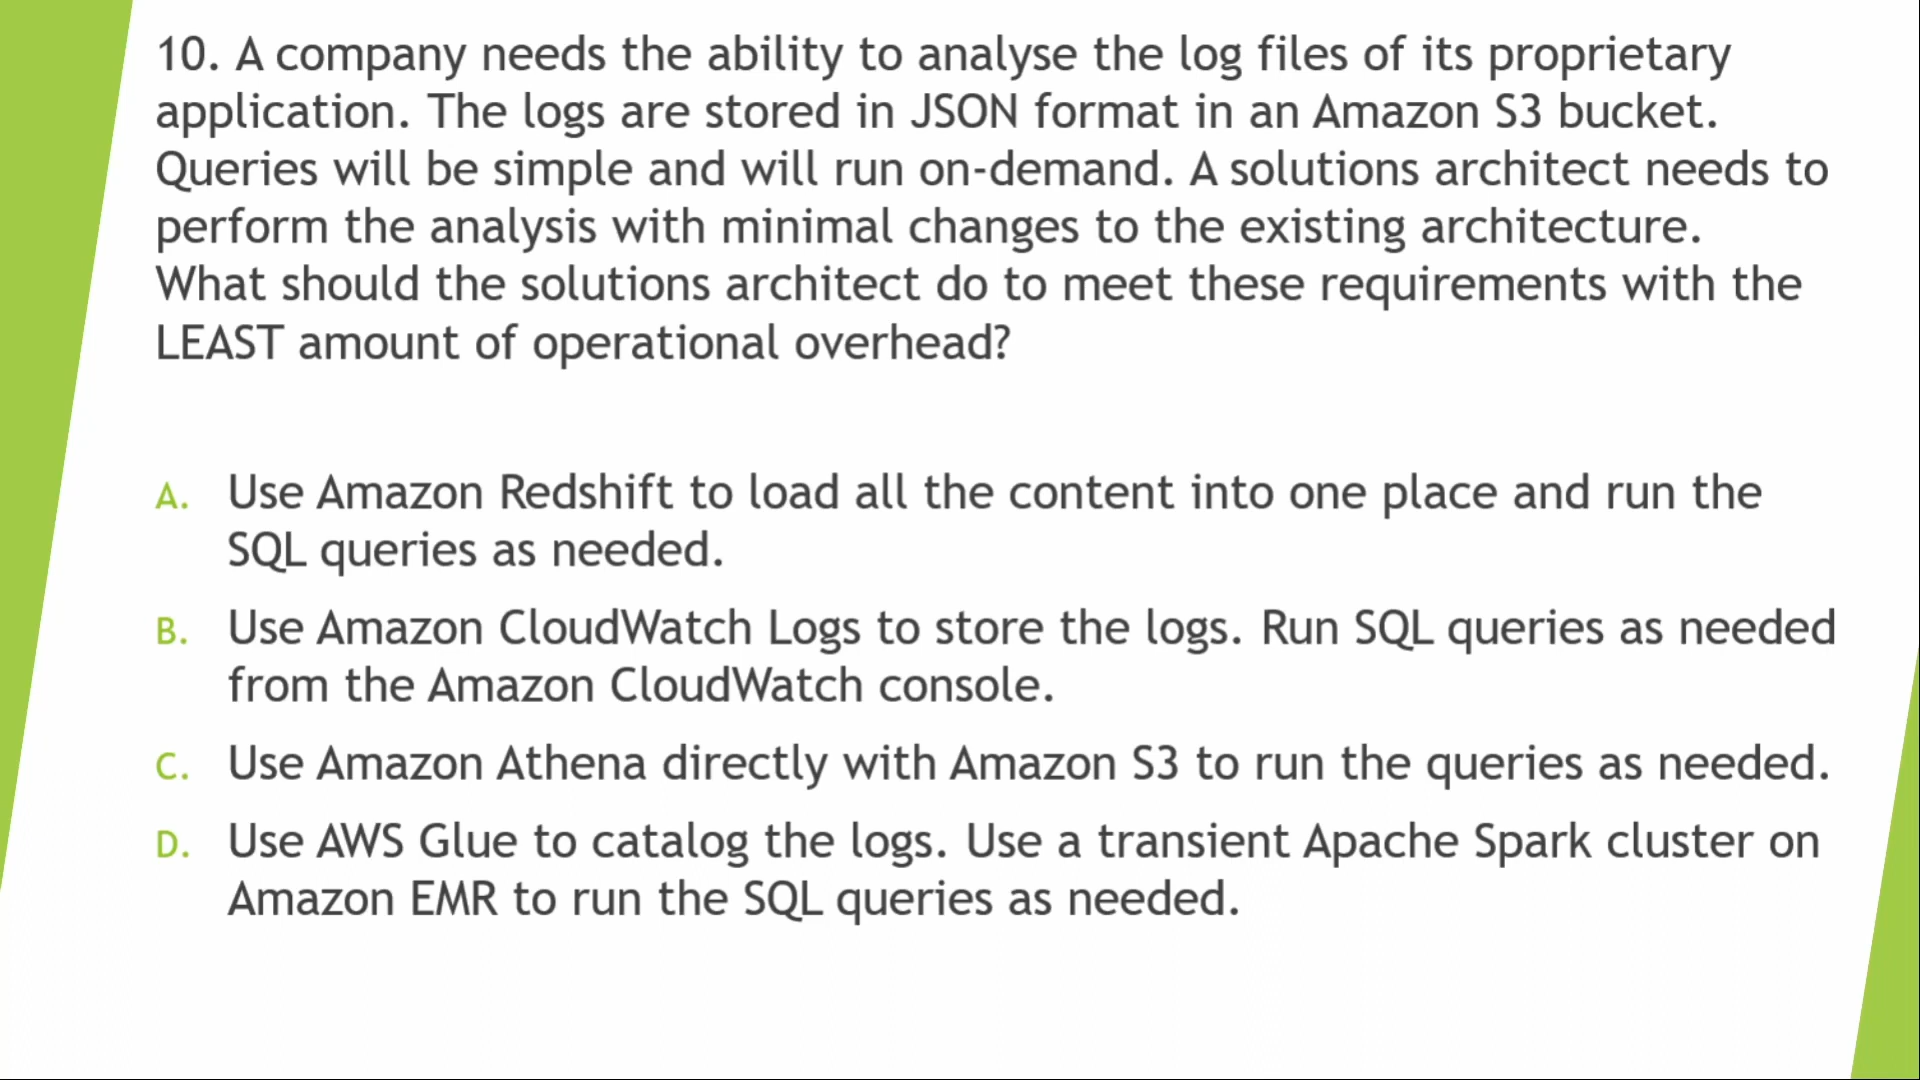 10. A company needs the ability to analyse the log files of its proprietary
application. The logs are stored in JSON format in an Amazon S3 bucket.
Queries will be simple and will run on-demand. A solutions architect needs to
perform the analysis with minimal changes to the existing architecture.
What should the solutions architect do to meet these requirements with the
LEAST amount of operational overhead?
A. Use Amazon Redshift to load all the content into one place and run the
SQL queries as needed.
B. Use Amazon CloudWatch Logs to store the logs. Run SQL queries as needed
from the Amazon CloudWatch console.
C. Use Amazon Athena directly with Amazon S3 to run the queries as needed.
D. Use AWS Glue to catalog the logs. Use a transient Apache Spark cluster on
Amazon EMR to run the SQL queries as needed.